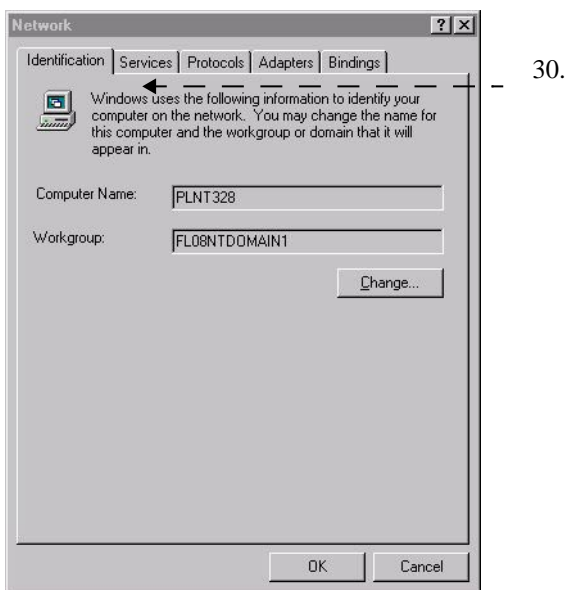 Network
Identification Services Protocols Adapters Bindings
30.
Windows uses the following information to identify your
computer on the network. You may change the name for
this computer and the workgroup or domain that it will
appear in.
Computer Name: PLNT328
Workgroup: FL08NTDOMAIN1
Change...
OK Cancel